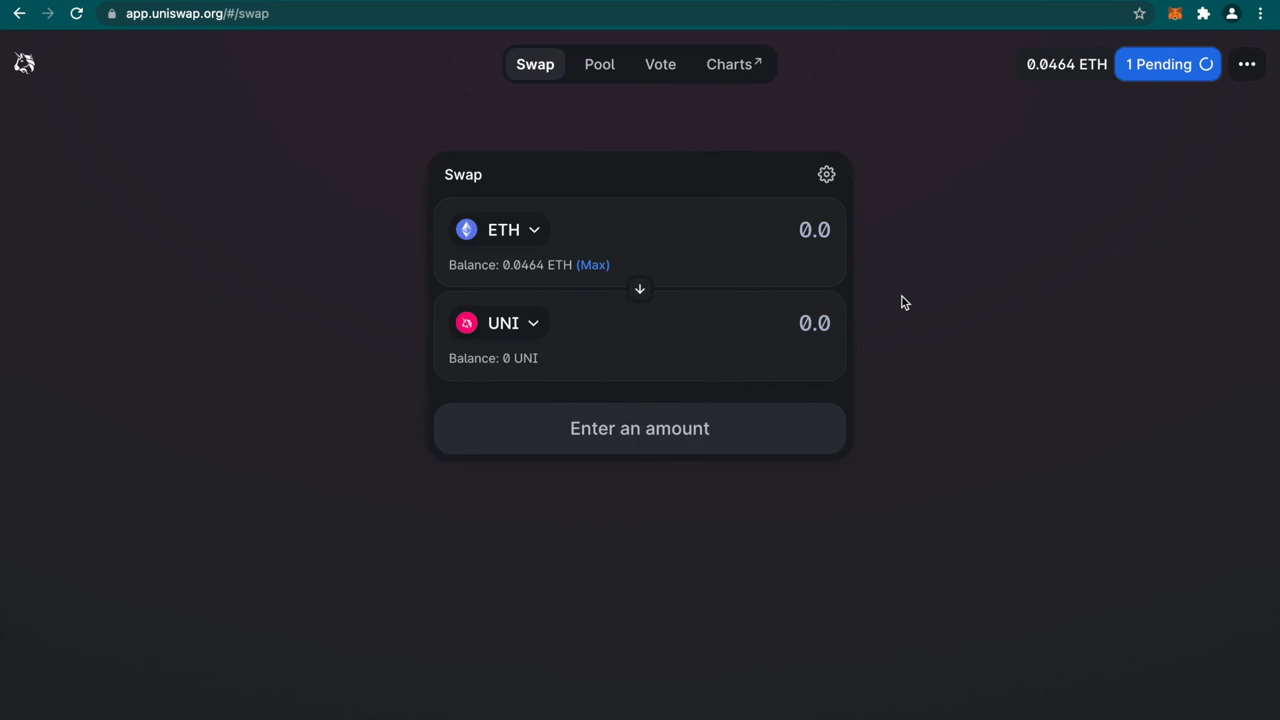 app.uniswap.org/#/swap
Swap Pool Vote Charts↗ 0.0464 ETH 1 Pending
Swap
ETH 0.0
Balance: 0.0464 ETH (Max)
UNI 0.0
Balance: 0 UNI
Enter an amount